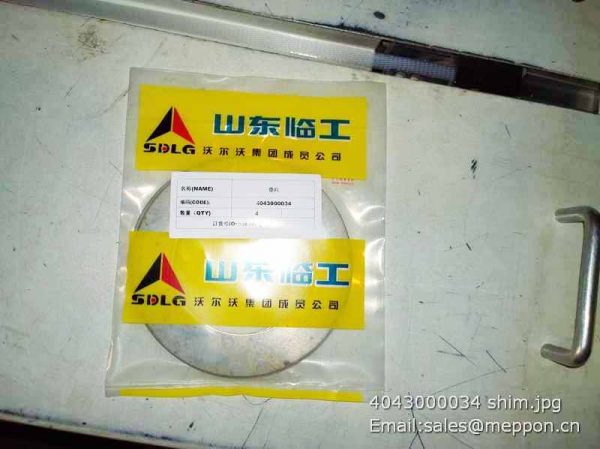 山东临工
SDLG
沃尔沃集团成员公司
名称(NAME)
编码(CODE):
4043000034
数量 (QTY)
4
山东临工
SDLG
沃尔沃集团成员公司
4043000034 shim.jpg
Email:sales@meppon.cn